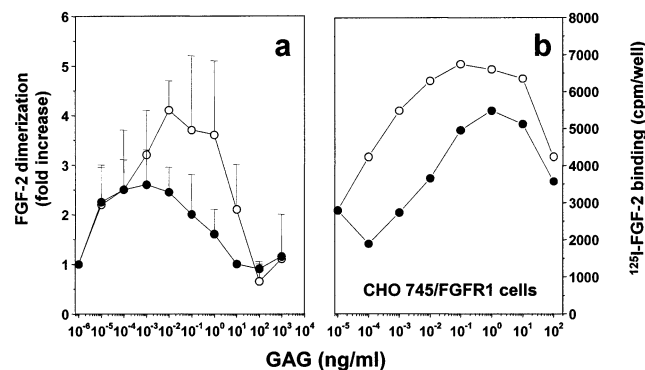 a
b
FGF-2 dimerization
(fold increase)
6
5
4
3
2
1
0
8000
7000
6000
5000
4000
3000
2000
1000
0
¹²⁵I-FGF-2 binding (cpm/well)
CHO 745/FGFR1 cells
10⁻⁶ 10⁻⁵ 10⁻⁴ 10⁻³ 10⁻² 10⁻¹ 10⁰ 10¹ 10² 10³ 10⁴
10⁻⁵ 10⁻⁴ 10⁻³ 10⁻² 10⁻¹ 10⁰ 10¹ 10²
GAG (ng/ml)